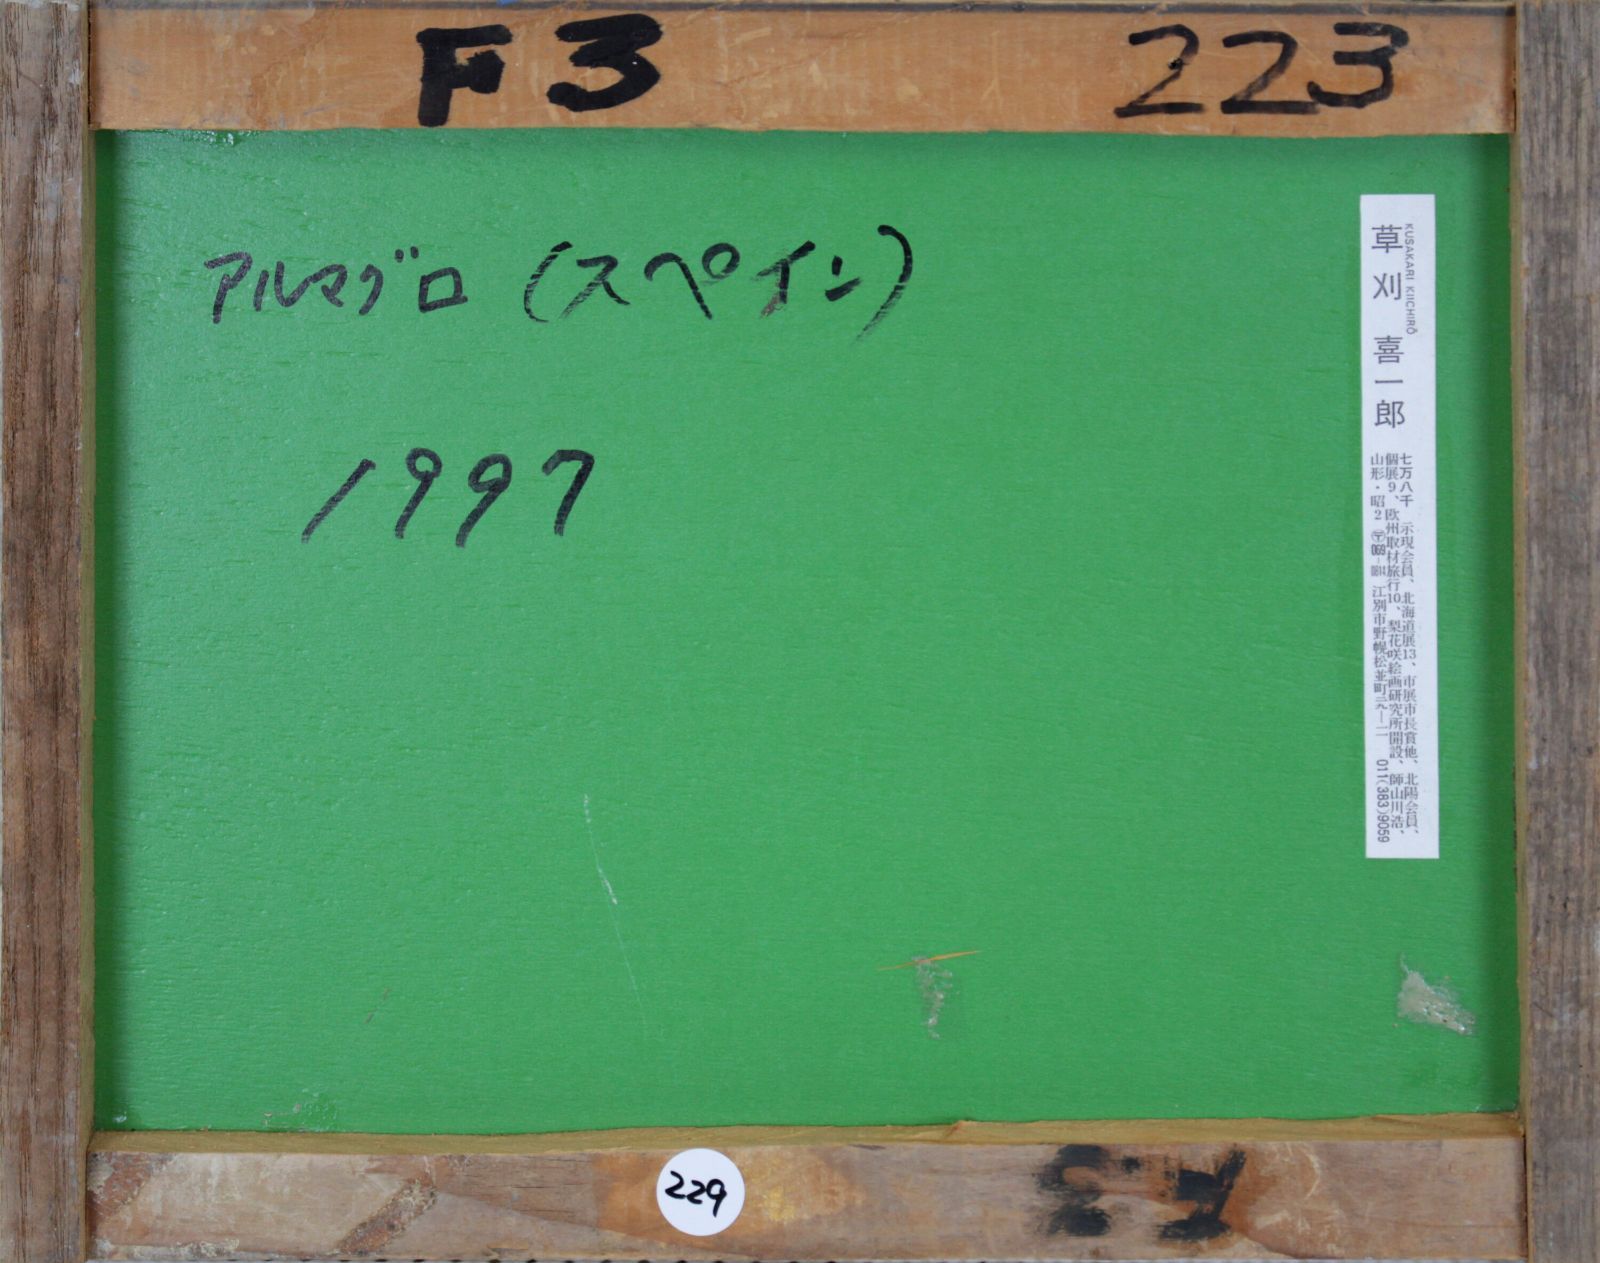 F3
223
アルマグロ (スペイン)
1997
KUSAKARI KIICHIRŌ
草刈 喜一郎
七万八千 示現会員、北海道展13、市展市長賞他、北陽会員、
個展9、欧州取材旅行10、梨花咲絵画研究所開設、師山川浩、
山形・昭2 〒069- 江別市野幌松並町 011(383)9059
229
F3